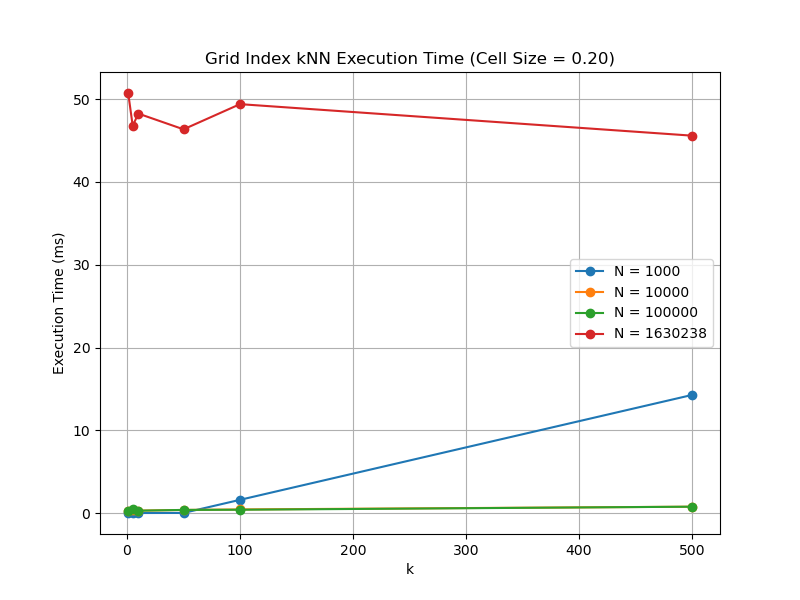 Grid Index kNN Execution Time (Cell Size = 0.20)
Execution Time (ms)
50
40
30
20
10
0
N = 1000
N = 10000
N = 100000
N = 1630238
0 100 200 300 400 500
k